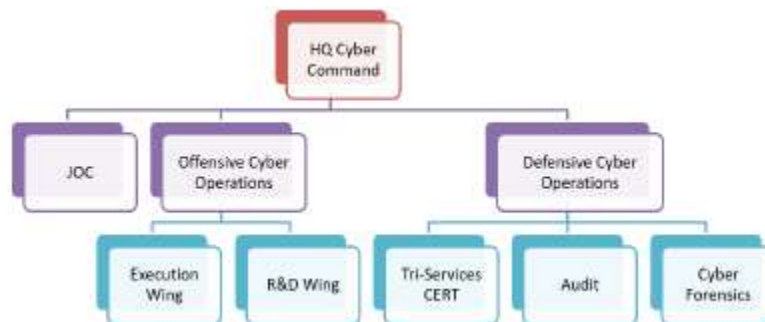 HQ Cyber
Command
JOC
Offensive Cyber
Operations
Defensive Cyber
Operations
Execution
Wing
R&D Wing
Tri-Services
CERT
Audit
Cyber
Forensics